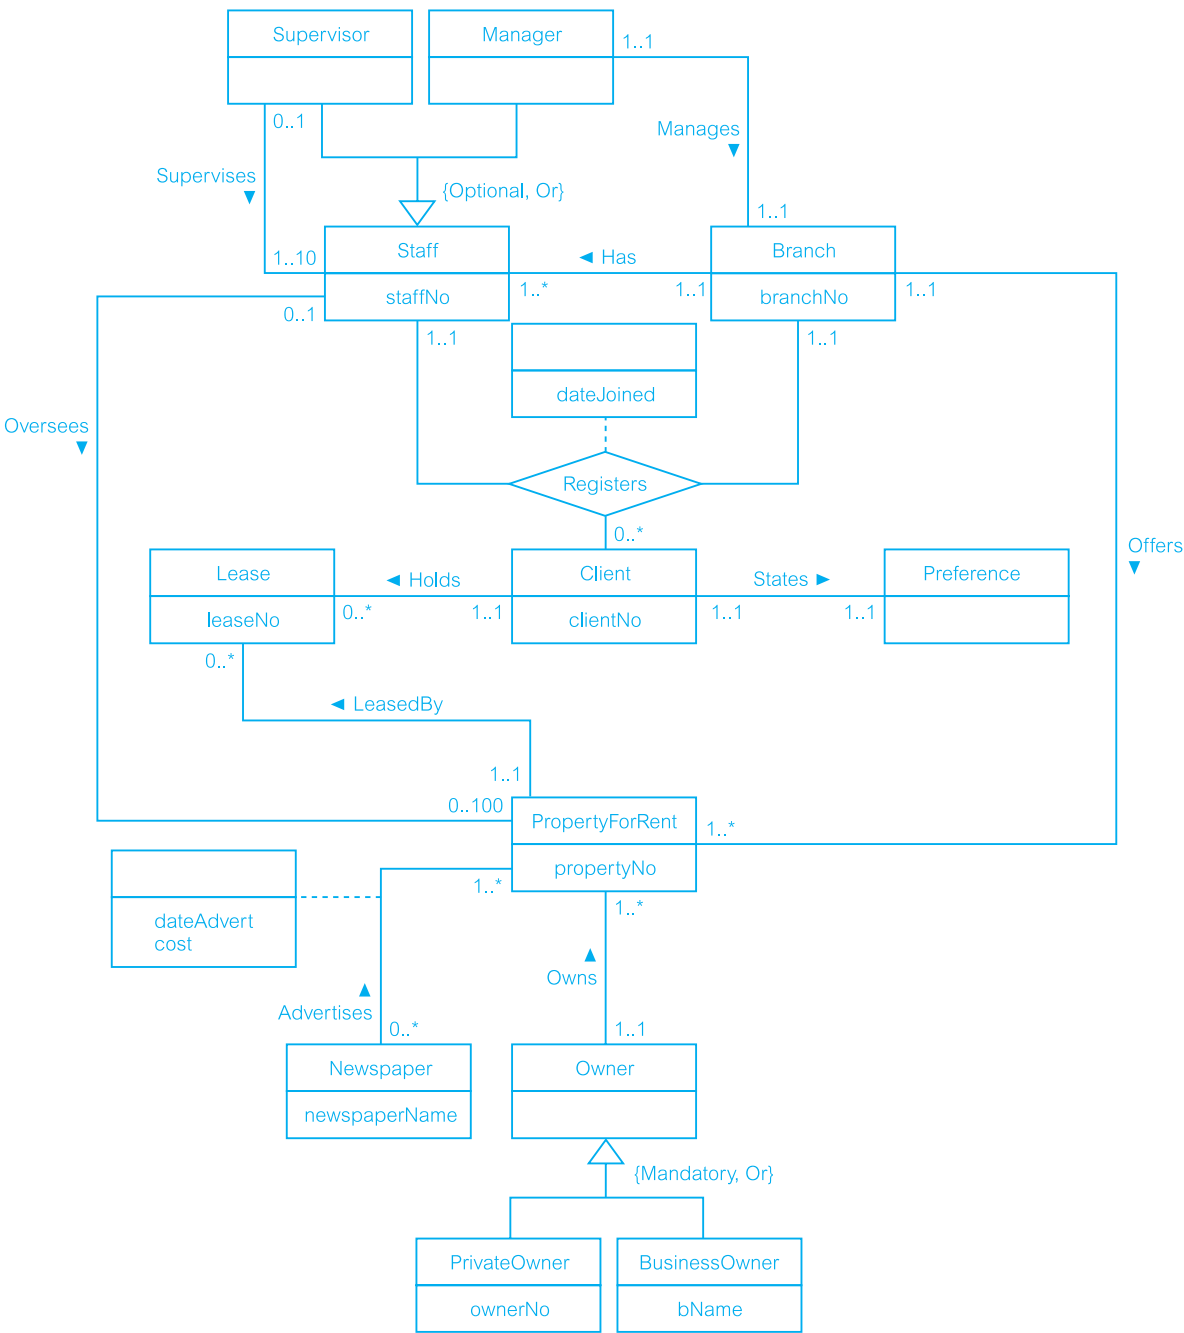 Supervisor
Manager
1..1
0..1
Manages
▼
Supervises
▼
{Optional, Or}
1..1
Staff
Branch
1..10
◄ Has
staffNo
1..*
1..1
branchNo
1..1
0..1
1..1
1..1
dateJoined
Oversees
▼
Registers
0..*
Offers
▼
Lease
◄ Holds
Client
States ►
Preference
leaseNo
0..*
1..1
clientNo
1..1
1..1
0..*
◄ LeasedBy
1..1
0..100
PropertyForRent
1..*
propertyNo
1..*
1..*
dateAdvert
cost
▲
Owns
▲
Advertises
0..*
1..1
Newspaper
Owner
newspaperName
{Mandatory, Or}
PrivateOwner
BusinessOwner
ownerNo
bName